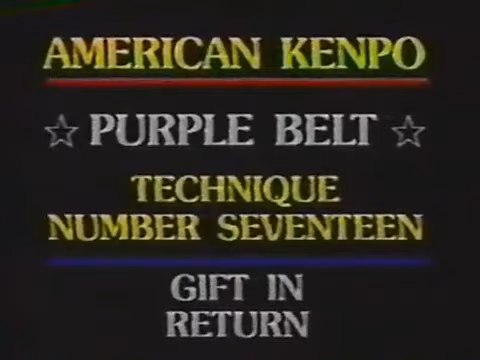 AMERICAN KENPO
☆ PURPLE BELT ☆
TECHNIQUE
NUMBER SEVENTEEN
GIFT IN
RETURN